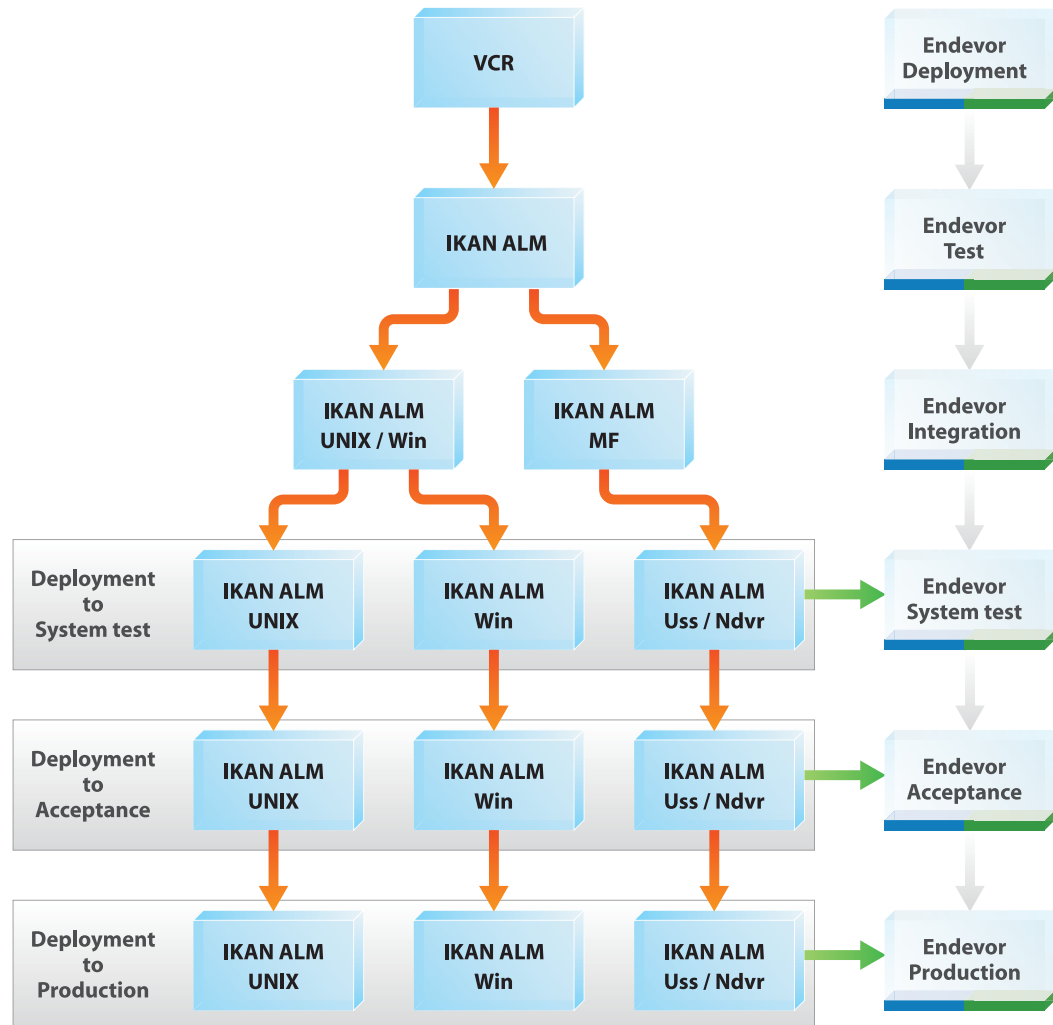 VCR
Endevor
Deployment
IKAN ALM
Endevor
Test
IKAN ALM
UNIX / Win
IKAN ALM
MF
Endevor
Integration
Deployment
to
System test
IKAN ALM
UNIX
IKAN ALM
Win
IKAN ALM
Uss / Ndvr
Endevor
System test
Deployment
to
Acceptance
IKAN ALM
UNIX
IKAN ALM
Win
IKAN ALM
Uss / Ndvr
Endevor
Acceptance
Deployment
to
Production
IKAN ALM
UNIX
IKAN ALM
Win
IKAN ALM
Uss / Ndvr
Endevor
Production